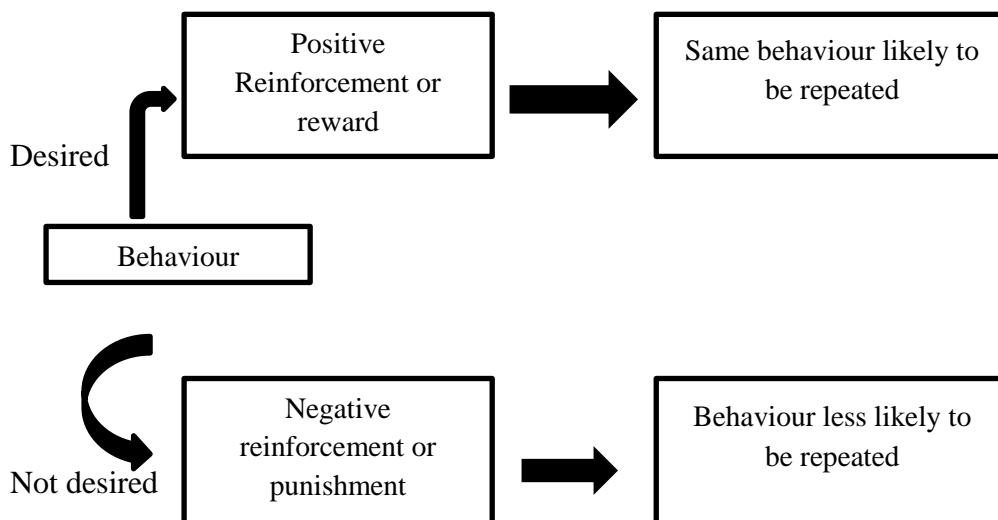 Positive
Reinforcement or
reward
Same behaviour likely to
be repeated
Desired
Behaviour
Negative
reinforcement or
punishment
Behaviour less likely to
be repeated
Not desired